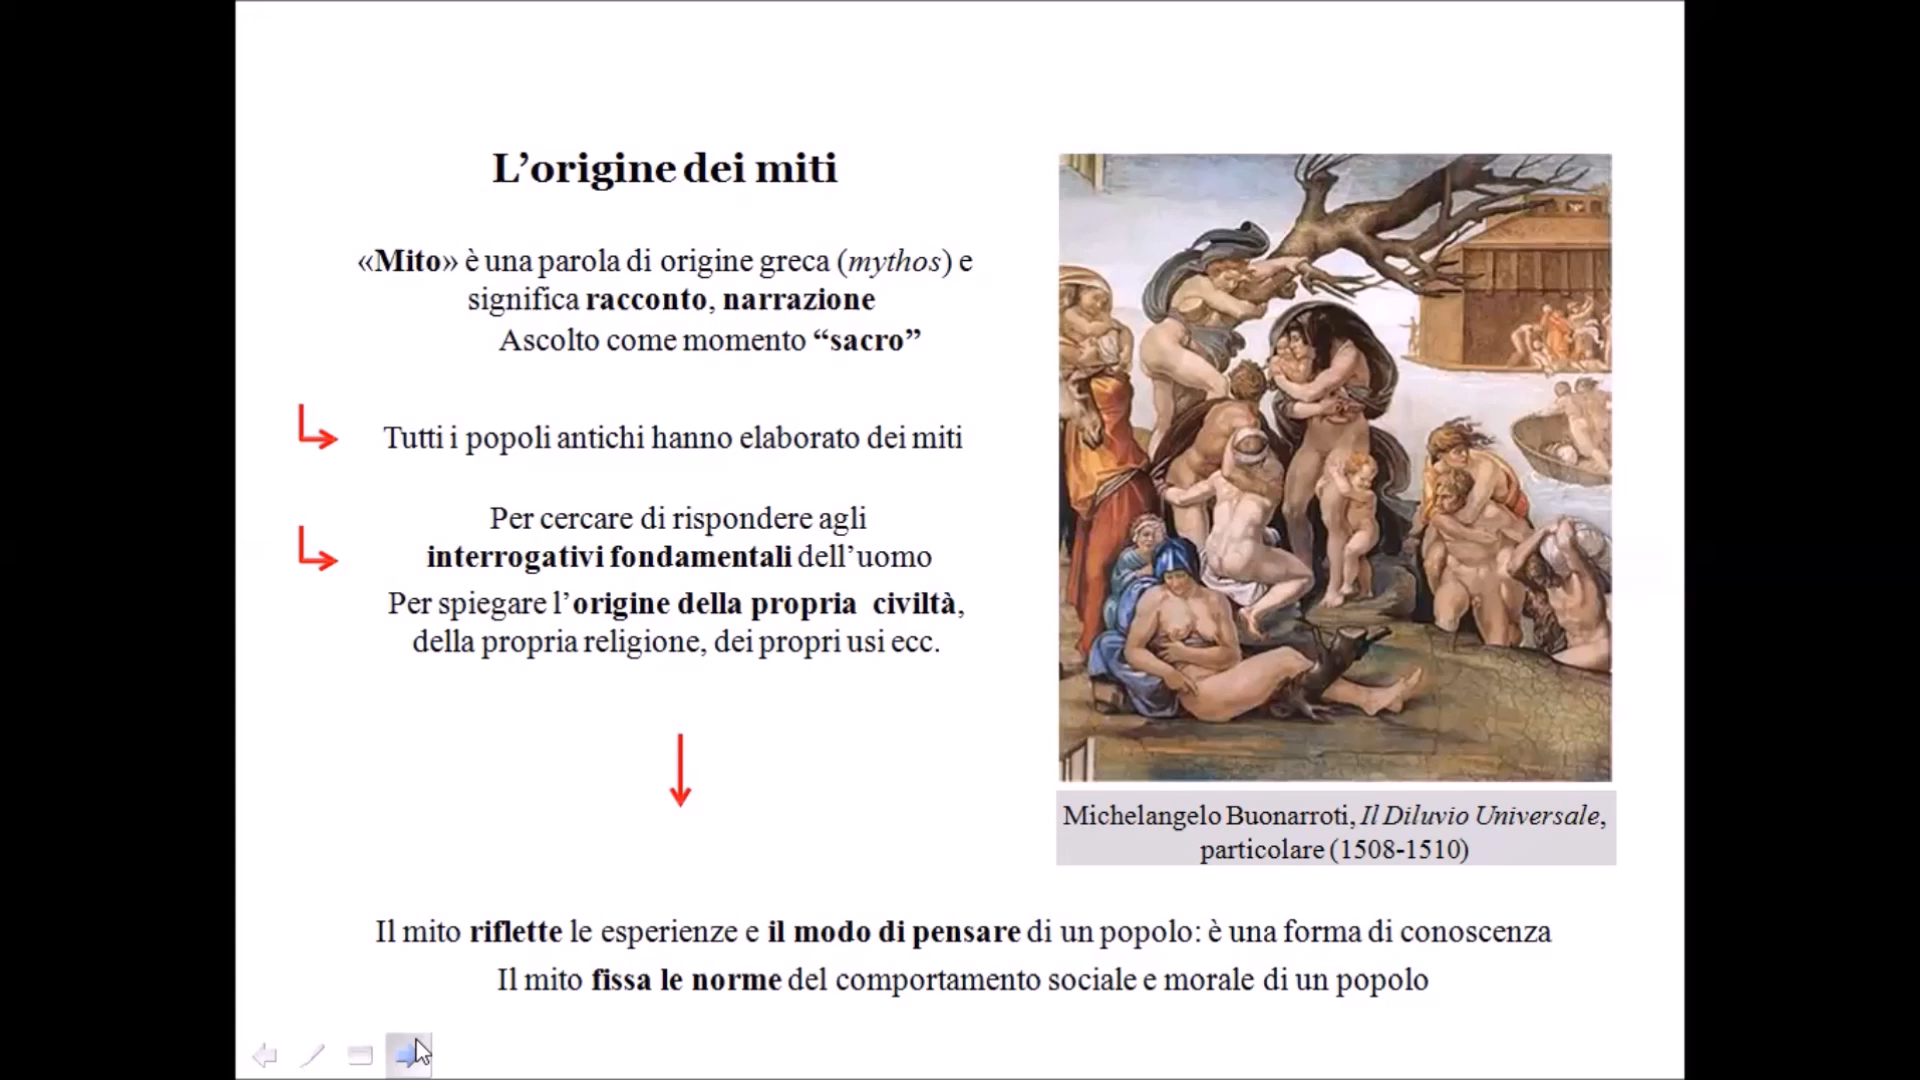 L’origine dei miti
«Mito» è una parola di origine greca (mythos) e
significa racconto, narrazione
Ascolto come momento “sacro”
Tutti i popoli antichi hanno elaborato dei miti
Per cercare di rispondere agli
interrogativi fondamentali dell’uomo
Per spiegare l’origine della propria civiltà,
della propria religione, dei propri usi ecc.
Michelangelo Buonarroti, Il Diluvio Universale,
particolare (1508-1510)
Il mito riflette le esperienze e il modo di pensare di un popolo: è una forma di conoscenza
Il mito fissa le norme del comportamento sociale e morale di un popolo